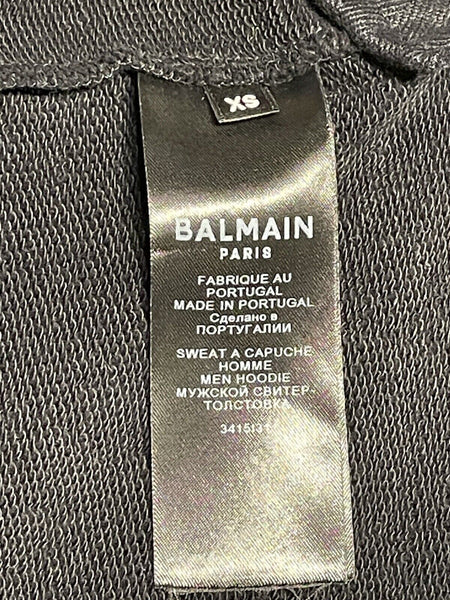 XS
BALMAIN
PARIS
FABRIQUE AU
PORTUGAL
MADE IN PORTUGAL
Сделано в
ПОРТУГАЛИИ
SWEAT A CAPUCHE
HOMME
MEN HOODIE
МУЖСКОЙ СВИТЕР-
ТОЛСТОВКА